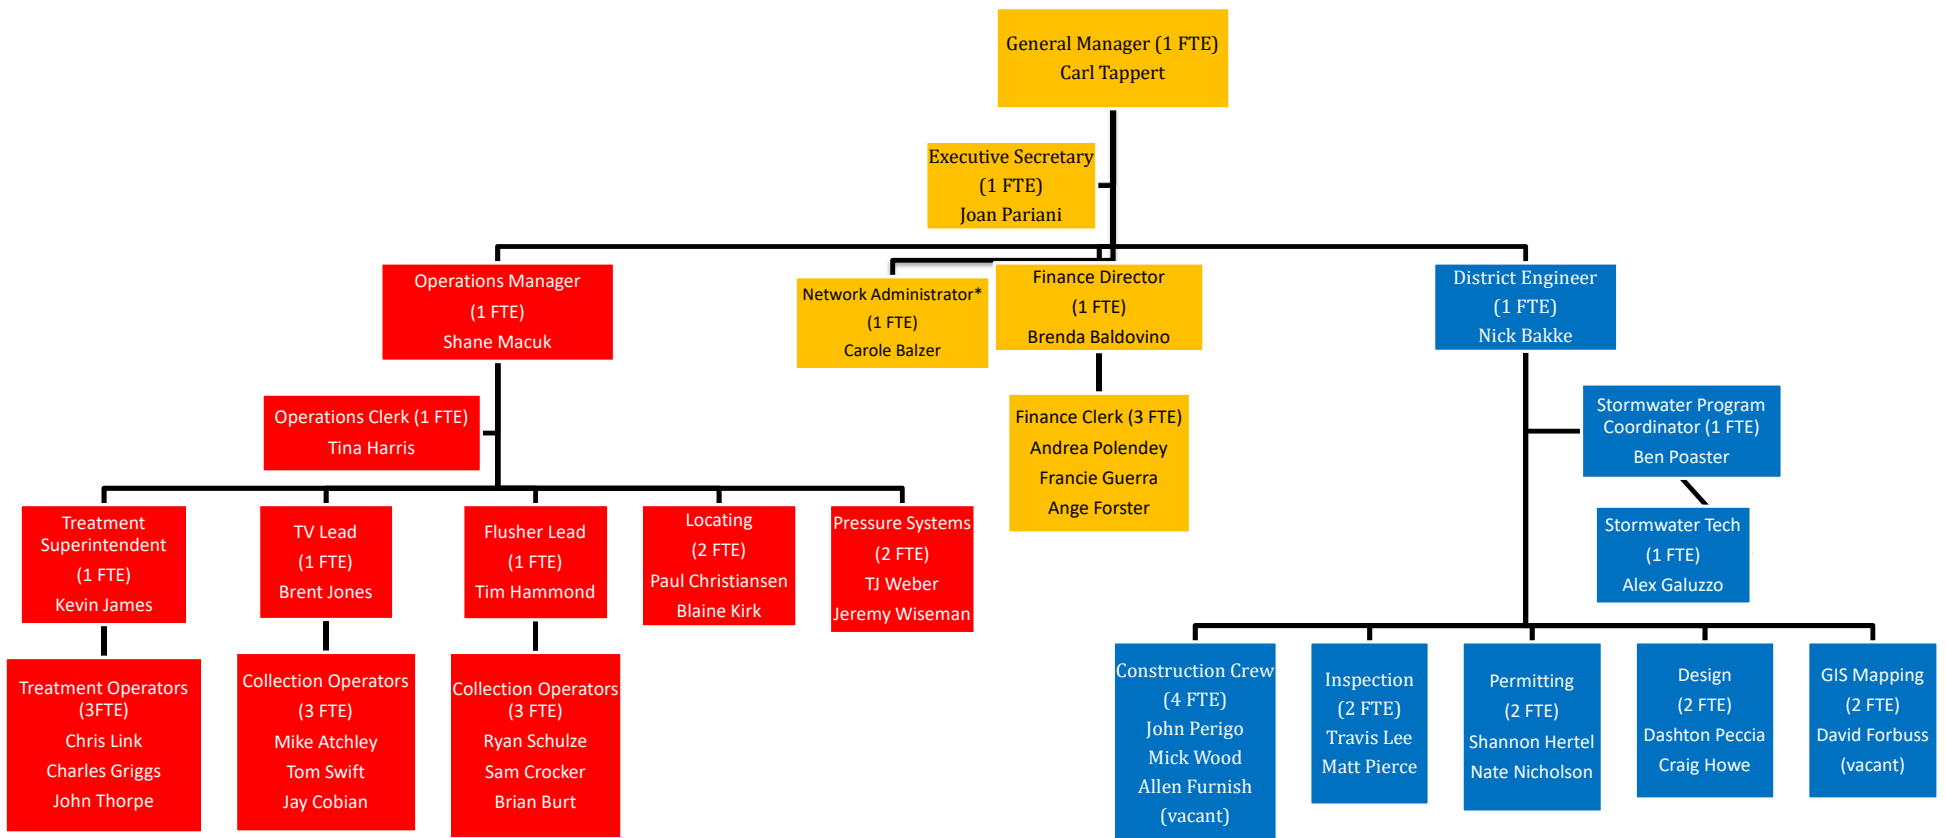 General Manager (1 FTE)
Carl Tappert
Executive Secretary
(1 FTE)
Joan Pariani
Operations Manager
(1 FTE)
Shane Macuk
Network Administrator*
(1 FTE)
Carole Balzer
Finance Director
(1 FTE)
Brenda Baldovino
District Engineer
(1 FTE)
Nick Bakke
Operations Clerk (1 FTE)
Tina Harris
Finance Clerk (3 FTE)
Andrea Polendey
Francie Guerra
Ange Forster
Stormwater Program
Coordinator (1 FTE)
Ben Poaster
Stormwater Tech
(1 FTE)
Alex Galuzzo
Treatment
Superintendent
(1 FTE)
Kevin James
TV Lead
(1 FTE)
Brent Jones
Flusher Lead
(1 FTE)
Tim Hammond
Locating
(2 FTE)
Paul Christiansen
Blaine Kirk
Pressure Systems
(2 FTE)
TJ Weber
Jeremy Wiseman
Treatment Operators
(3FTE)
Chris Link
Charles Griggs
John Thorpe
Collection Operators
(3 FTE)
Mike Atchley
Tom Swift
Jay Cobian
Collection Operators
(3 FTE)
Ryan Schulze
Sam Crocker
Brian Burt
Construction Crew
(4 FTE)
John Perigo
Mick Wood
Allen Furnish
(vacant)
Inspection
(2 FTE)
Travis Lee
Matt Pierce
Permitting
(2 FTE)
Shannon Hertel
Nate Nicholson
Design
(2 FTE)
Dashton Peccia
Craig Howe
GIS Mapping
(2 FTE)
David Forbuss
(vacant)